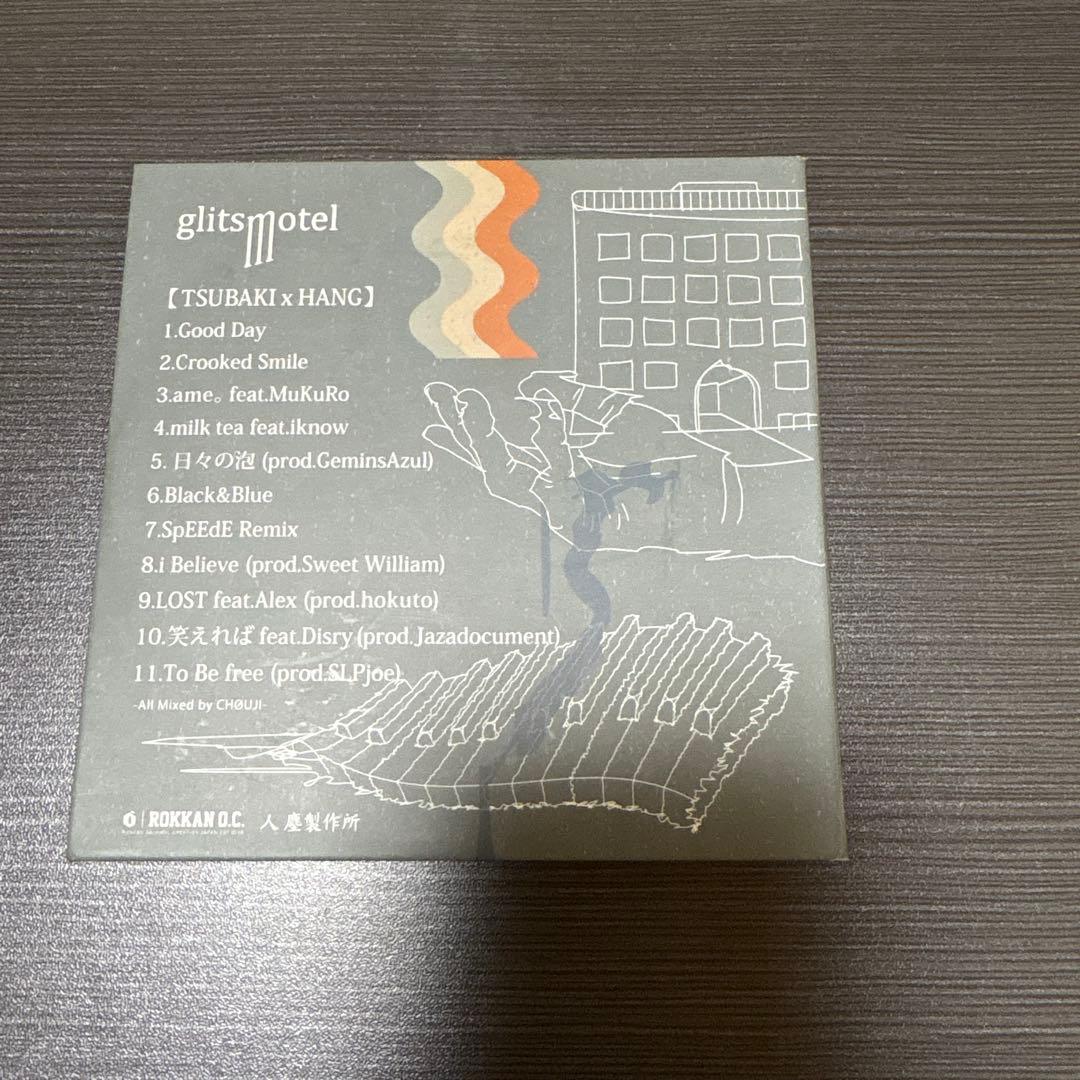 glitsmotel
【TSUBAKI x HANG】
1.Good Day
2.Crooked Smile
3.ame。feat.MuKuRo
4.milk tea feat.iknow
5. 日々の泡 (prod.GeminsAzul)
6.Black&Blue
7.SpEEdE Remix
8.i Believe (prod.Sweet William)
9.LOST feat.Alex (prod.hokuto)
10.笑えれば feat.Disry (prod.Jazadocument)
11.To Be free (prod.SLPjoe)
-All Mixed by CHØUJI-
ROKKAN O.C. 人塵製作所